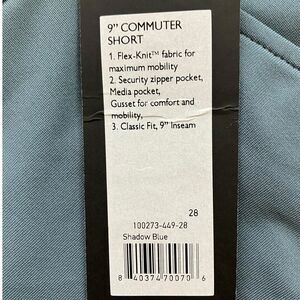 9" COMMUTER
SHORT
1. Flex-Knit™ fabric for
maximum mobility
2. Security zipper pocket,
Media pocket,
Gusset for comfort and
mobility,
3. Classic Fit, 9" Inseam
28
100273-449-28
Shadow Blue
8 40374 70070 6